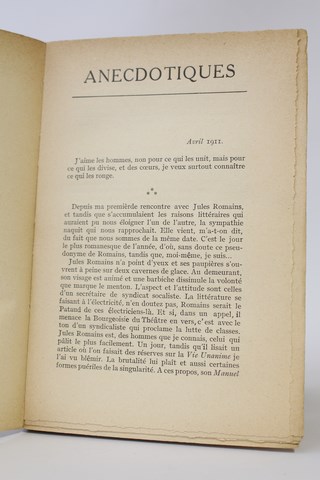 ANECDOTIQUES
Avril 1911.
J'aime les hommes, non pour ce qui les unit, mais pour
ce qui les divise, et des cœurs, je veux surtout connaître
ce qui les ronge.
Depuis ma première rencontre avec Jules Romains,
et tandis que s'accumulaient les raisons littéraires qui
auraient pu nous éloigner l'un de l'autre, la sympathie
naquit qui nous rapprochait. Elle vient, m'a-t-on dit,
du fait que nous sommes de la même date. C'est le jour
le plus romanesque de l'année, d'où, sans doute ce pseu-
donyme de Romains, tandis que, moi-même, je suis...
Jules Romains n'a point d'yeux et ses paupières s'ou-
vrent à peine sur deux cavernes de glace. Au demeurant,
son visage est animé et une barbiche dissimule la volonté
que marque le menton. L'aspect et l'attitude sont celles
d'un secrétaire de syndicat socaliste. La littérature se
faisant à l'électricité, n'en doutez pas, Romains serait le
Pataud de ces électriciens-là. Et si, dans un appel, il
menace la Bourgeoisie du Théâtre en vers, c'est avec le
ton d'un syndicaliste qui proclame la lutte de classes.
Jules Romains est, des hommes que je connais, celui qui
pâlit le plus facilement. Un jour, tandis qu'il lisait un
article où l'on faisait des réserves sur la Vie Unanime je
l'ai vu blêmir. La brutalité lui plaît et aussi certaines
formes puériles de la singularité. A ces propos, son Manuel